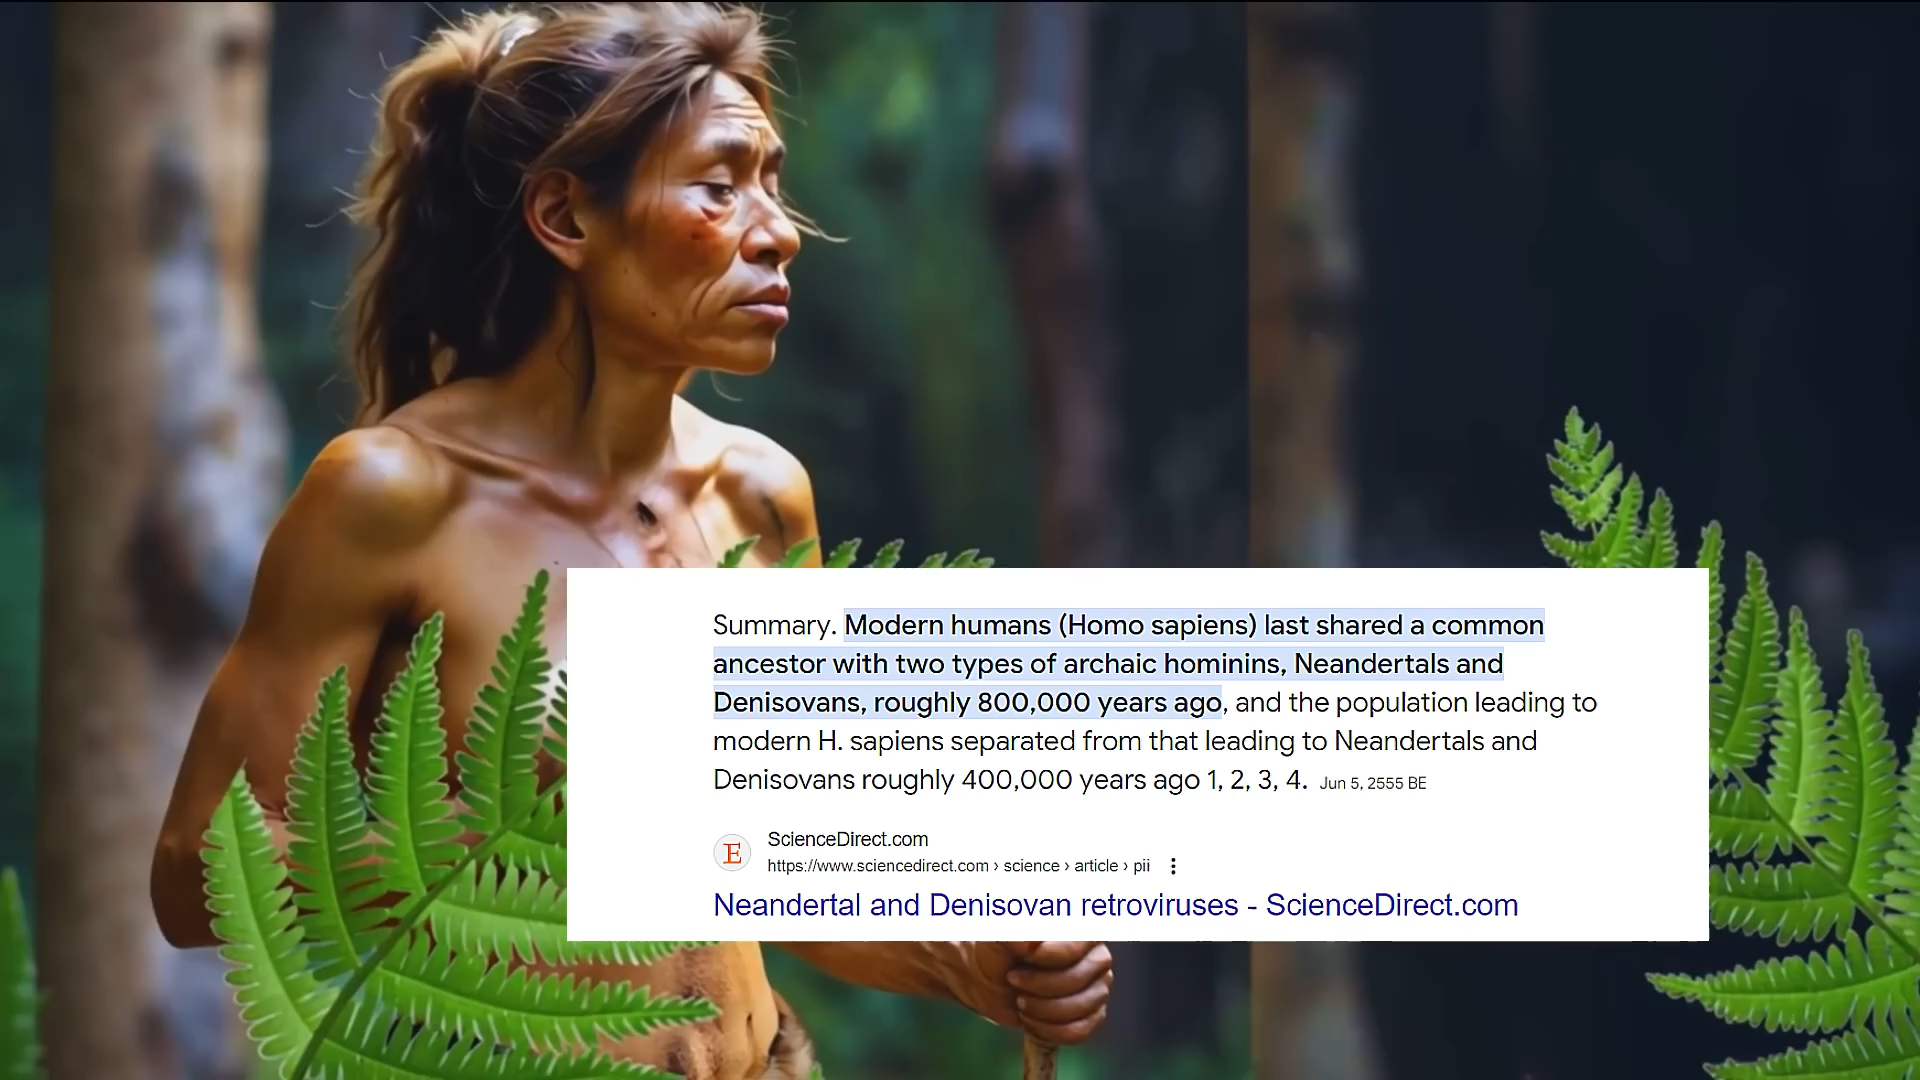 Summary. Modern humans (Homo sapiens) last shared a common
ancestor with two types of archaic hominins, Neandertals and
Denisovans, roughly 800,000 years ago, and the population leading to
modern H. sapiens separated from that leading to Neandertals and
Denisovans roughly 400,000 years ago 1, 2, 3, 4. Jun 5, 2555 BE
E
ScienceDirect.com
https://www.sciencedirect.com › science › article › pii
Neandertal and Denisovan retroviruses - ScienceDirect.com